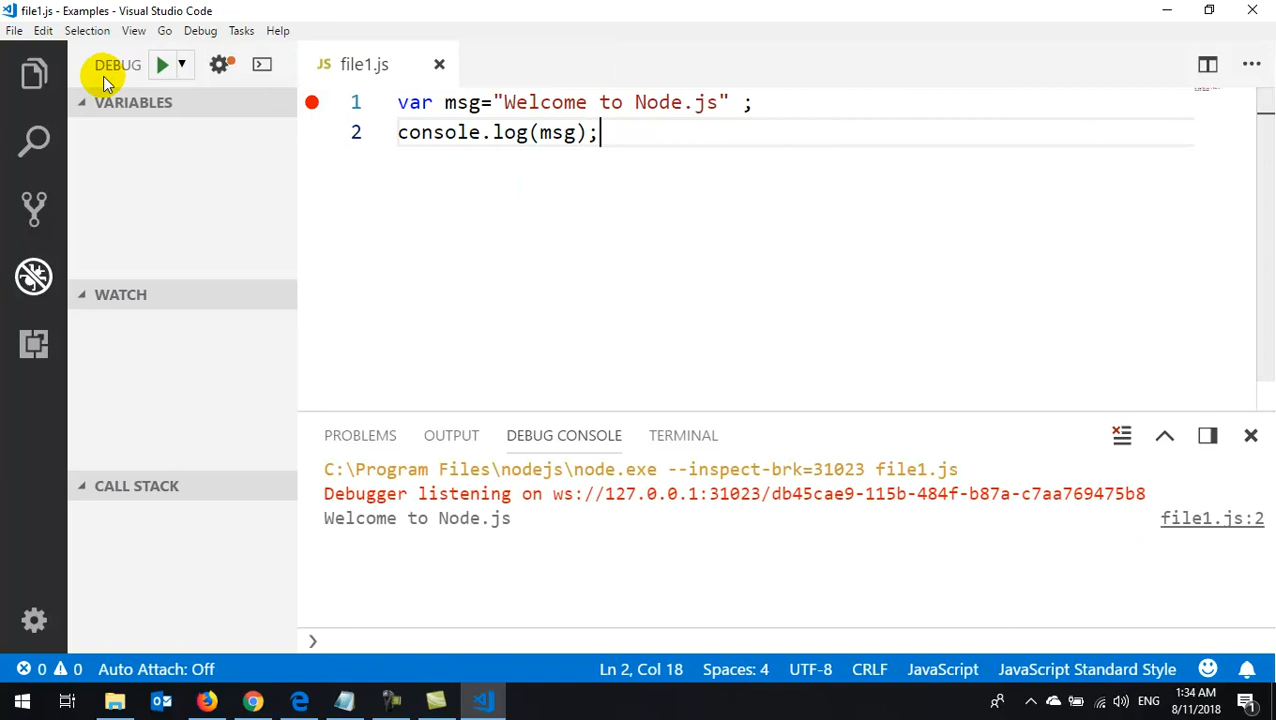 file1.js - Examples - Visual Studio Code
File Edit Selection View Go Debug Tasks Help
DEBUG
JS file1.js
VARIABLES
1 var msg="Welcome to Node.js" ;
2 console.log(msg);
WATCH
CALL STACK
PROBLEMS OUTPUT DEBUG CONSOLE TERMINAL
C:\Program Files\nodejs\node.exe --inspect-brk=31023 file1.js
Debugger listening on ws://127.0.0.1:31023/db45cae9-115b-484f-b87a-c7aa769475b8
Welcome to Node.js file1.js:2
0 0 Auto Attach: Off Ln 2, Col 18 Spaces: 4 UTF-8 CRLF JavaScript JavaScript Standard Style
ENG
1:34 AM
8/11/2018
1